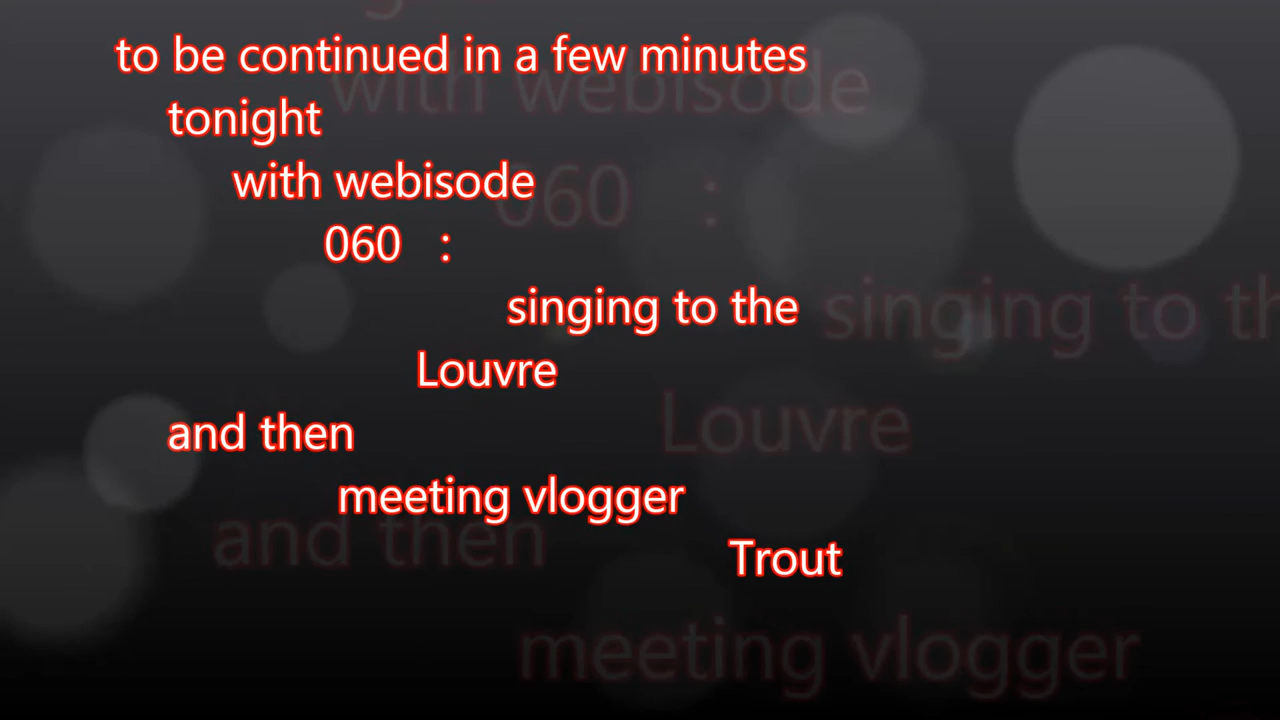 to be continued in a few minutes
tonight
with webisode
060 :
singing to the
Louvre
and then
meeting vlogger
Trout